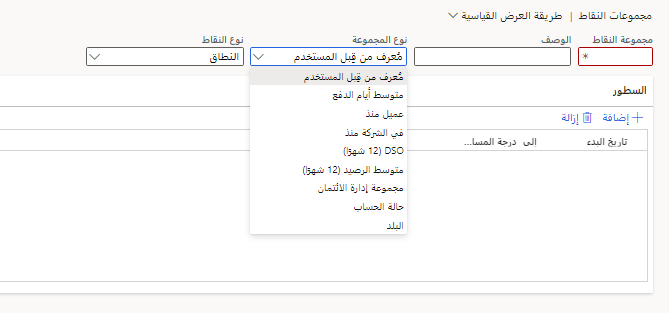 مجموعات النقاط | طريقة العرض القياسية
مجموعة النقاط
*
الوصف
نوع المجموعة
مُعرف من قِبل المستخدم
نوع النقاط
النطاق
مُعرف من قِبل المستخدم
متوسط أيام الدفع
عميل منذ
في الشركة منذ
DSO (12 شهرًا)
متوسط الرصيد (12 شهرًا)
مجموعة إدارة الائتمان
حالة الحساب
البلد
السطور
إضافة
إزالة
تاريخ البدء
إلى
درجة المسا...